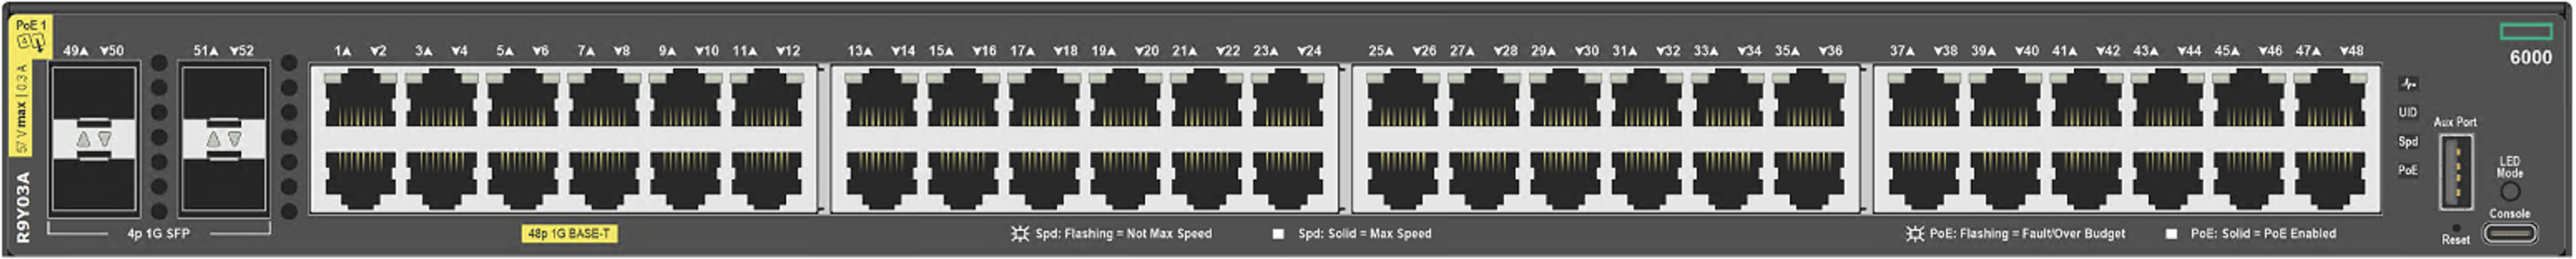 PoE 1
57 V max | 0.3 A
R9Y03A
49▲ ▼50
51▲ ▼52
1▲ ▼2 3▲ ▼4 5▲ ▼6 7▲ ▼8 9▲ ▼10 11▲ ▼12
13▲ ▼14 15▲ ▼16 17▲ ▼18 19▲ ▼20 21▲ ▼22 23▲ ▼24
25▲ ▼26 27▲ ▼28 29▲ ▼30 31▲ ▼32 33▲ ▼34 35▲ ▼36
37▲ ▼38 39▲ ▼40 41▲ ▼42 43▲ ▼44 45▲ ▼46 47▲ ▼48
6000
UID
Spd
PoE
Aux Port
LED
Mode
Console
Reset
4p 1G SFP
48p 1G BASE-T
Spd: Flashing = Not Max Speed
Spd: Solid = Max Speed
PoE: Flashing = Fault/Over Budget
PoE: Solid = PoE Enabled